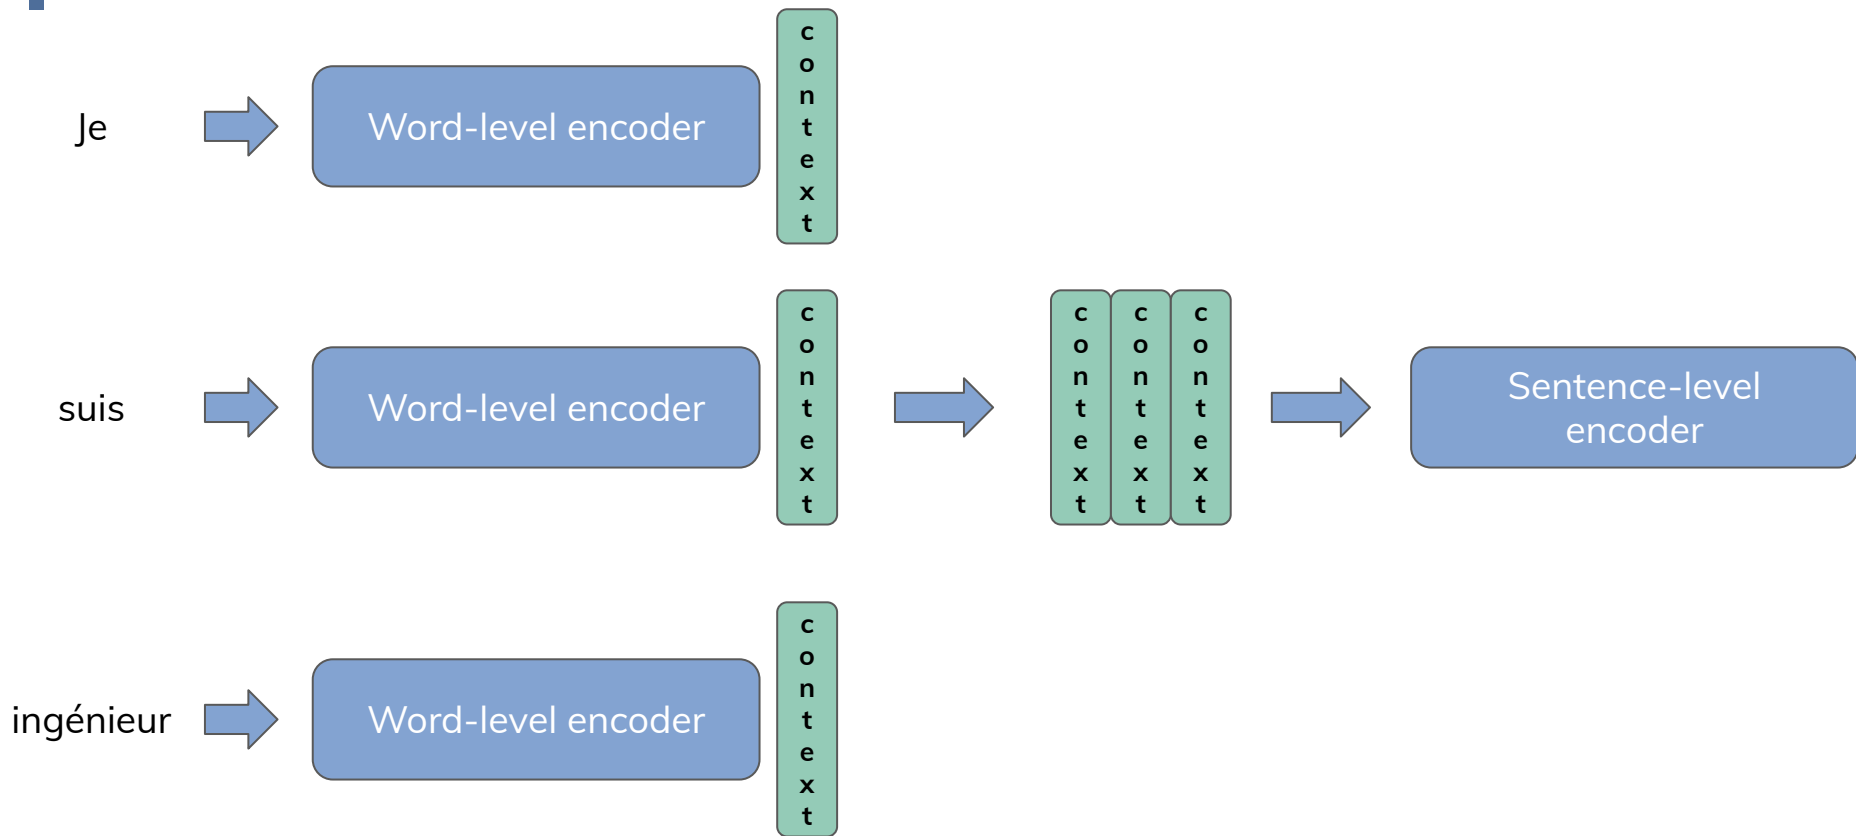 Je
Word-level encoder
context
suis
Word-level encoder
context
context
context
context
Sentence-level
encoder
ingénieur
Word-level encoder
context